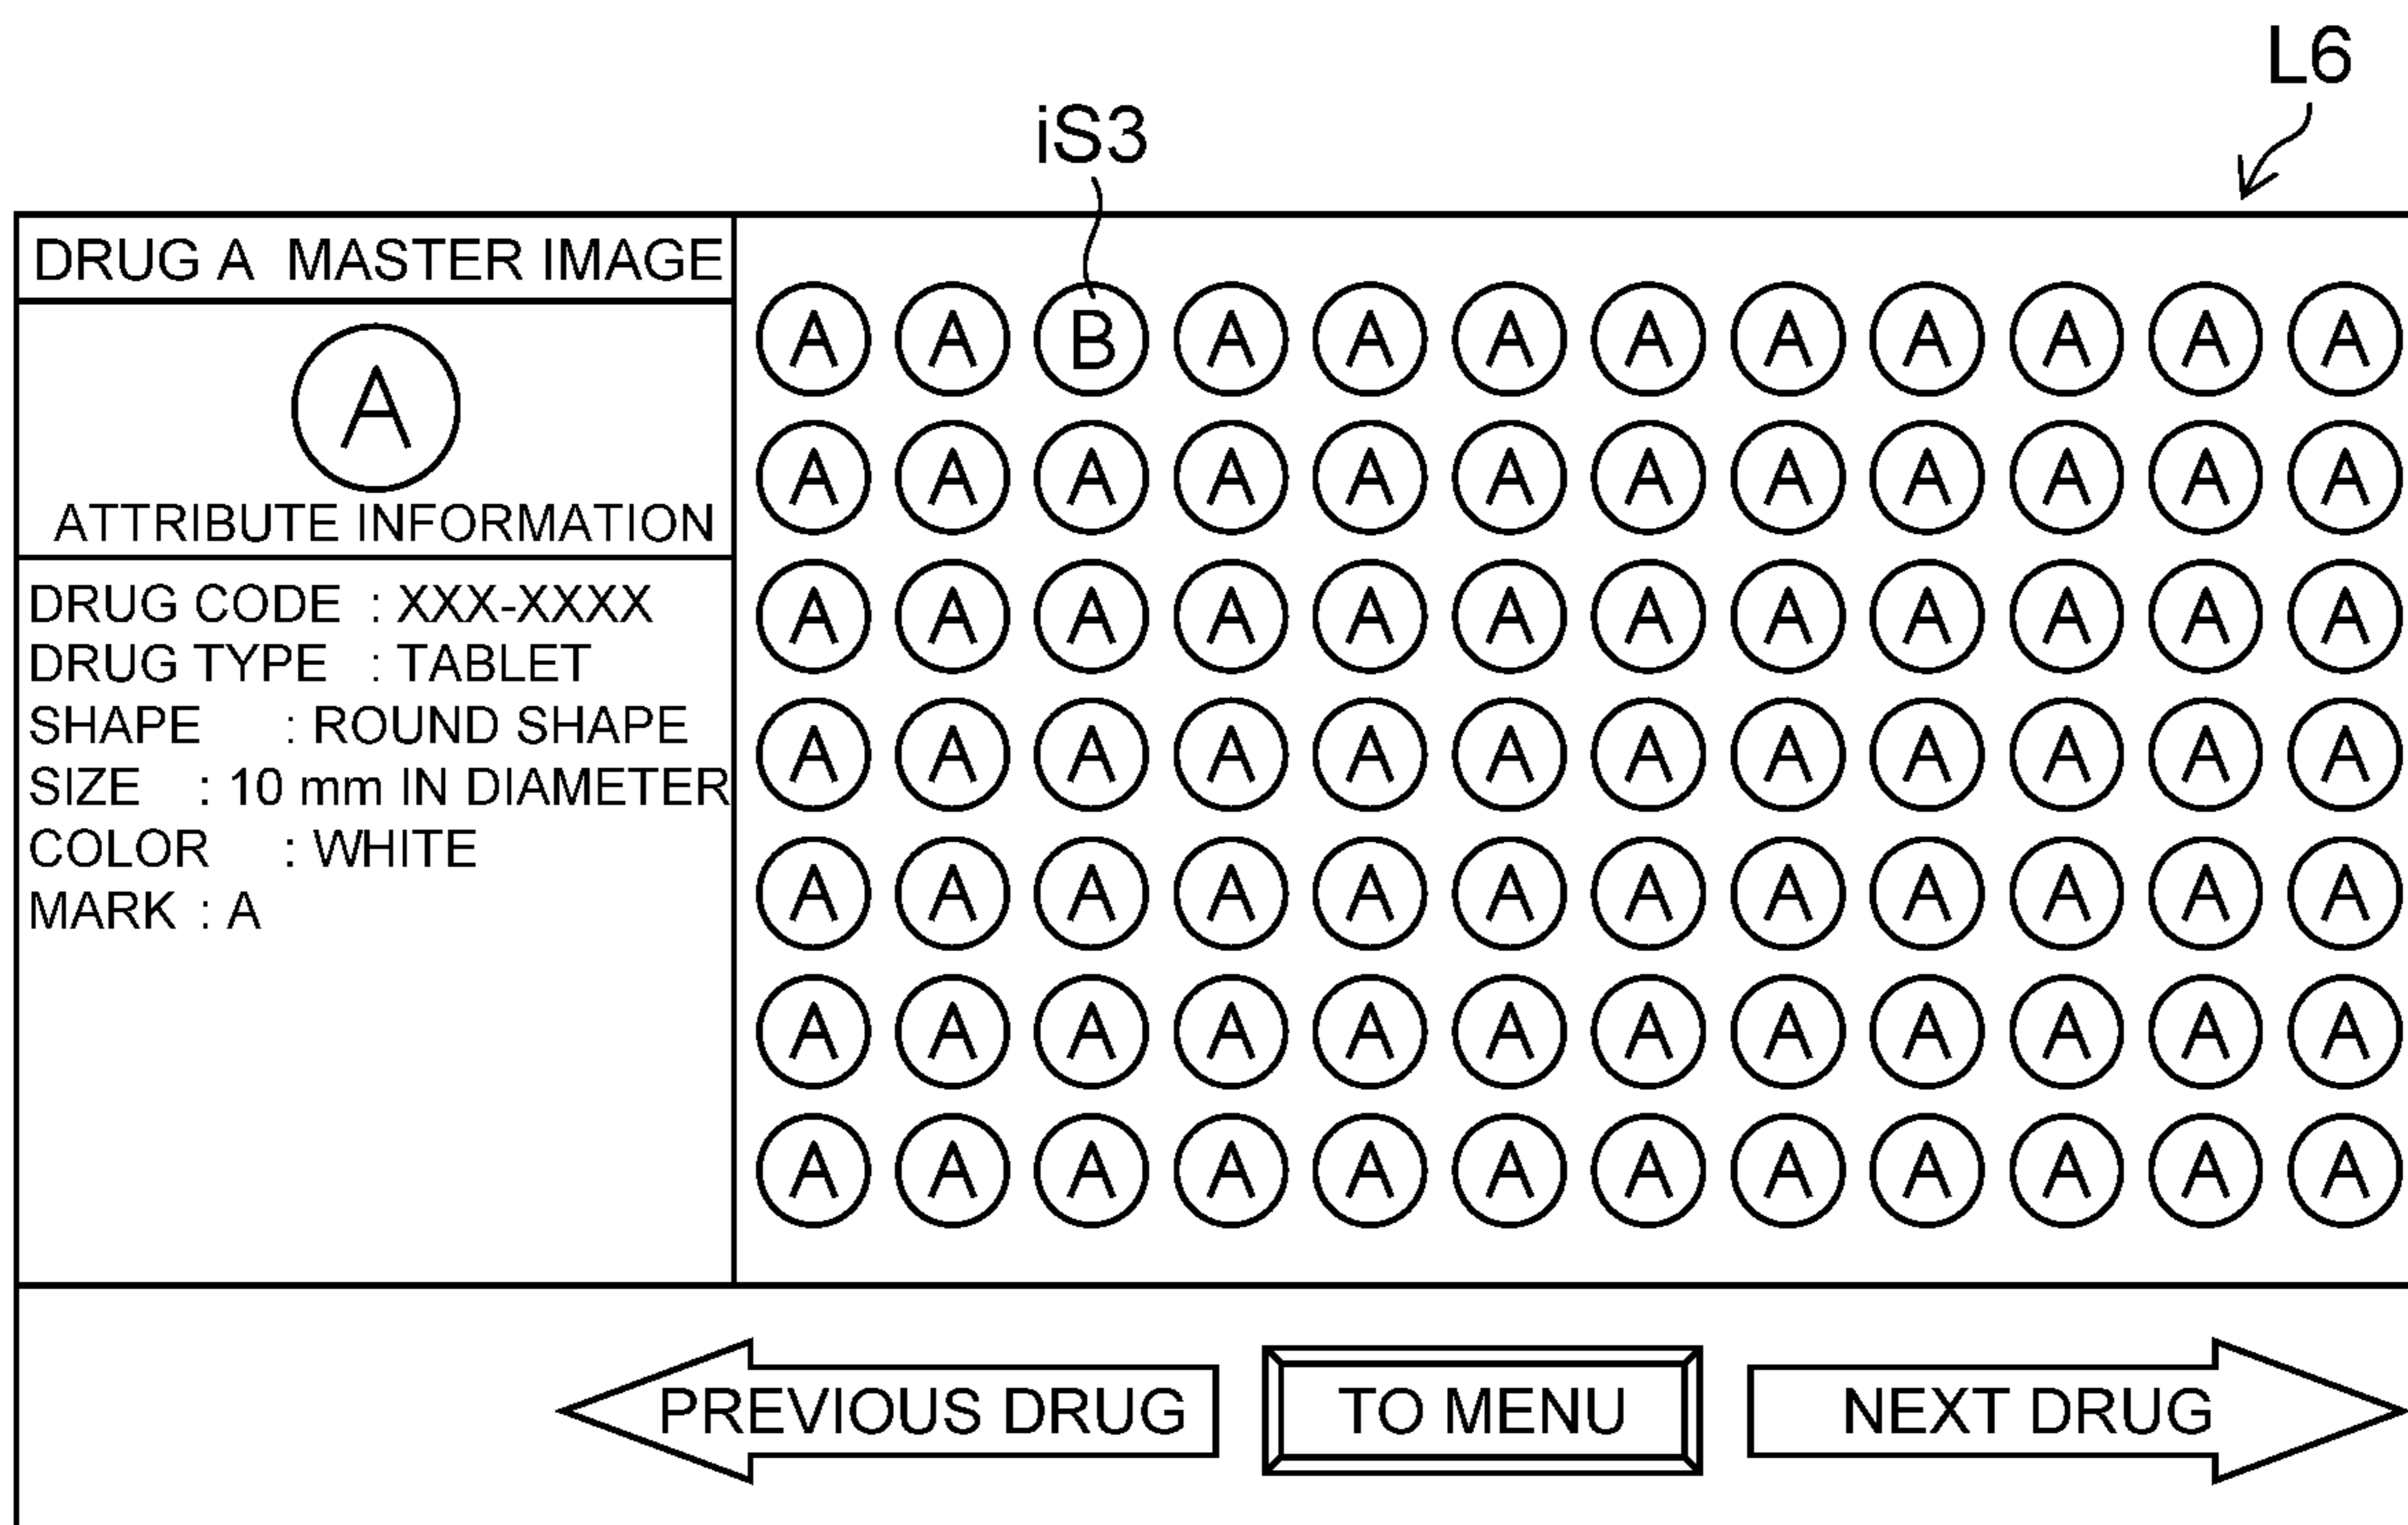 L6
iS3
DRUG A MASTER IMAGE
A
ATTRIBUTE INFORMATION
DRUG CODE : XXX-XXXX
DRUG TYPE : TABLET
SHAPE : ROUND SHAPE
SIZE : 10 mm IN DIAMETER
COLOR : WHITE
MARK : A
A A B A A A A A A A A A
A A A A A A A A A A A A
A A A A A A A A A A A A
A A A A A A A A A A A A
A A A A A A A A A A A A
A A A A A A A A A A A A
A A A A A A A A A A A A
PREVIOUS DRUG
TO MENU
NEXT DRUG